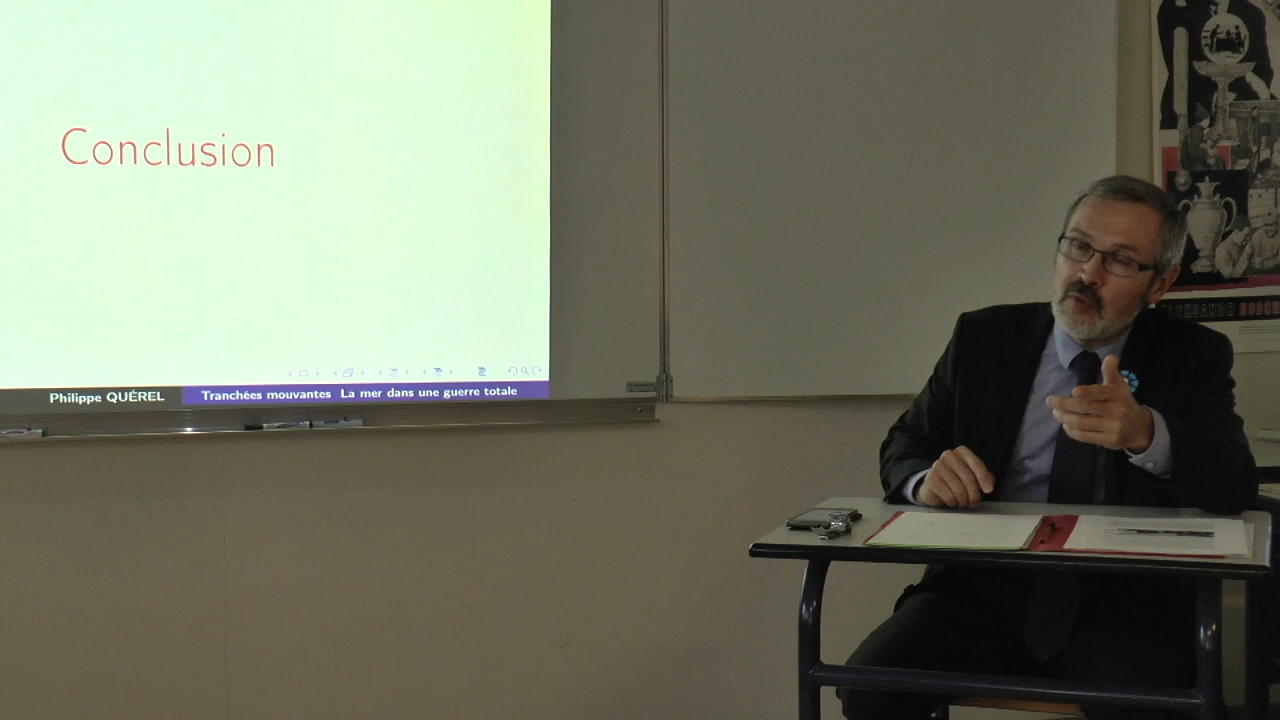 Conclusion
Philippe QUÉREL
Tranchées mouvantes La mer dans une guerre totale